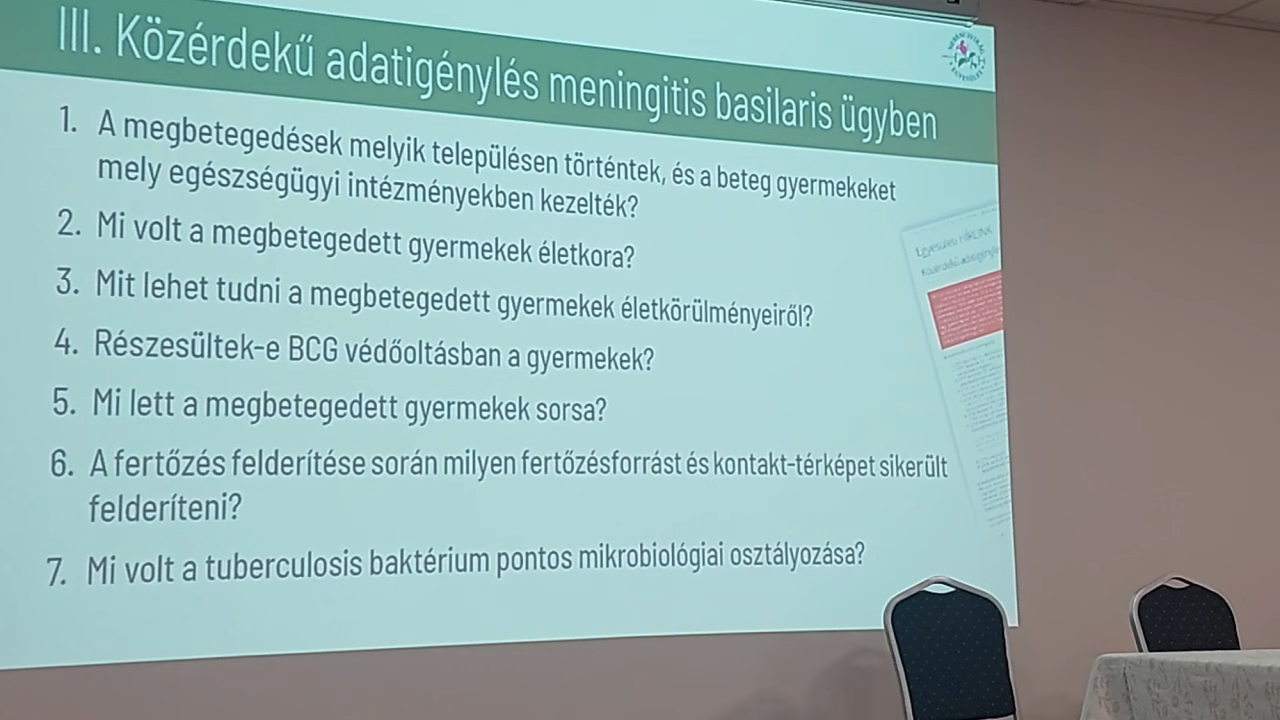 III. Közérdekű adatigénylés meningitis basilaris ügyben
1. A megbetegedések melyik településen történtek, és a beteg gyermekeket
mely egészségügyi intézményekben kezelték?
2. Mi volt a megbetegedett gyermekek életkora?
3. Mit lehet tudni a megbetegedett gyermekek életkörülményeiről?
4. Részesültek-e BCG védőoltásban a gyermekek?
5. Mi lett a megbetegedett gyermekek sorsa?
6. A fertőzés felderítése során milyen fertőzésforrást és kontakt-térképet sikerült
felderíteni?
7. Mi volt a tuberculosis baktérium pontos mikrobiológiai osztályozása?